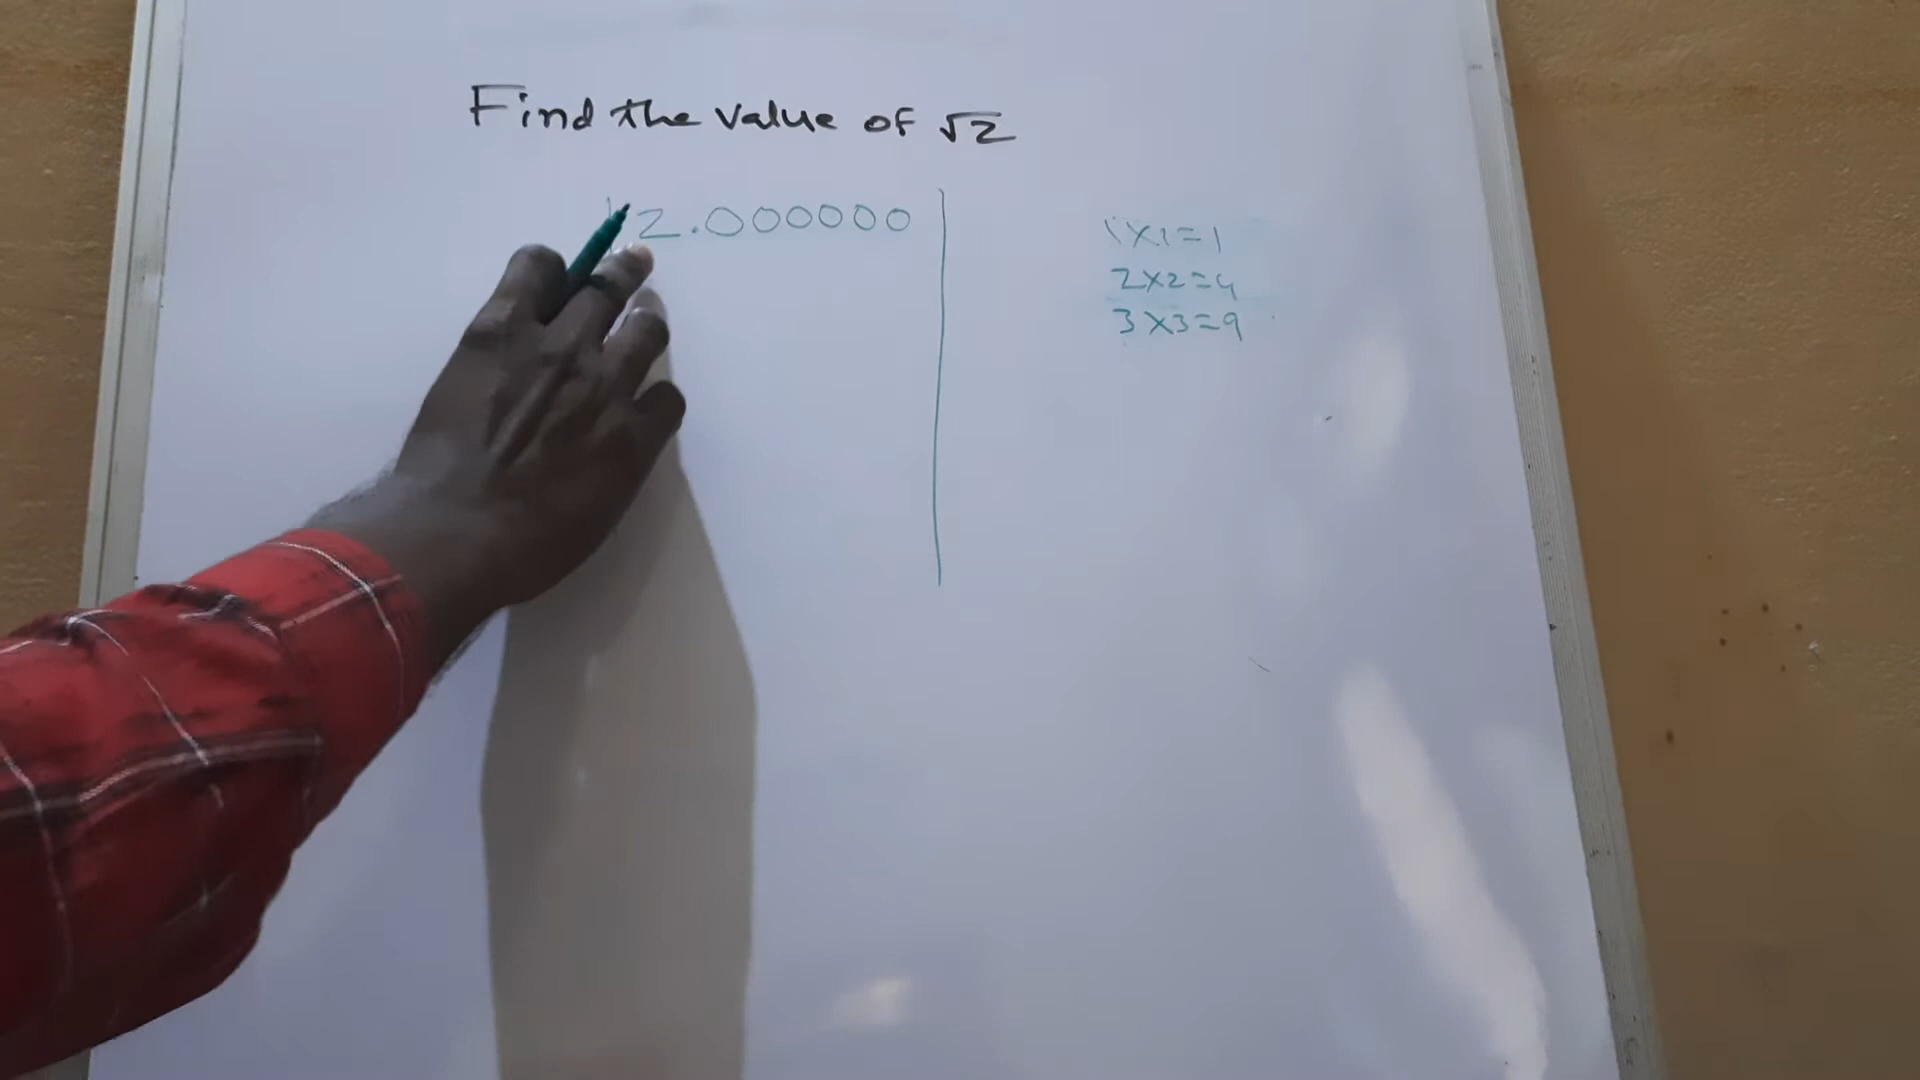 Find the value of √2
2.000000
1x1=1
2x2=4
3x3=9